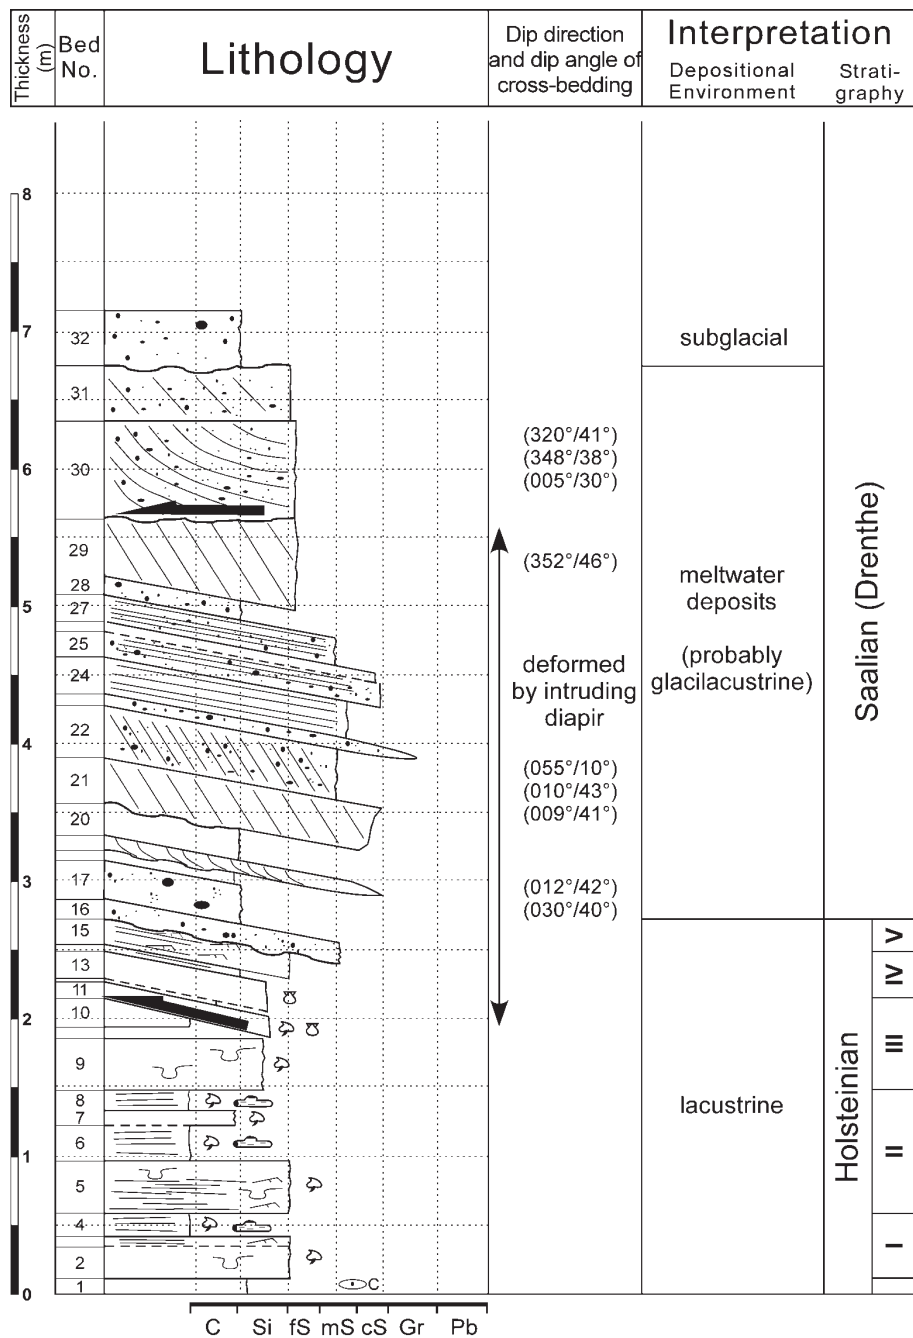 Thickness (m)
Bed No.
Lithology
Dip direction and dip angle of cross-bedding
Interpretation
Depositional Environment
Strati-graphy
8
7
6
5
4
3
2
1
0
32
31
30
29
28
27
25
24
22
21
20
17
16
15
13
11
10
9
8
7
6
5
4
2
1
C
(320°/41°)
(348°/38°)
(005°/30°)
(352°/46°)
deformed
by intruding
diapir
(055°/10°)
(010°/43°)
(009°/41°)
(012°/42°)
(030°/40°)
subglacial
meltwater
deposits
(probably
glacilacustrine)
lacustrine
Saalian (Drenthe)
Holsteinian
V
IV
III
II
I
C Si fS mS cS Gr Pb